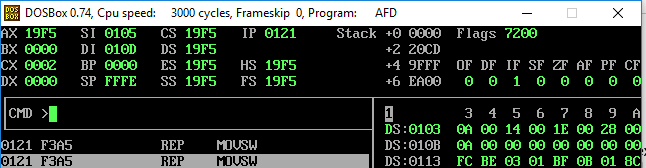 DOSBox 0.74, Cpu speed: 3000 cycles, Frameskip 0, Program: AFD
AX 19F5 SI 0105 CS 19F5 IP 0121 Stack +0 0000 Flags 7200
BX 0000 DI 010D DS 19F5 +2 20CD
CX 0002 BP 0000 ES 19F5 HS 19F5 +4 9FFF OF DF IF SF ZF AF PF CF
DX 0000 SP FFFE SS 19F5 FS 19F5 +6 EA00 0 0 1 0 0 0 0 0
CMD > 1 3 4 5 6 7 8 9 A
DS:0103 0A 00 14 00 1E 00 28 00
DS:010B 0A 00 00 00 00 00 00 00
0121 F3A5 REP MOVSW DS:0113 FC BE 03 01 BF 0B 01 8C
0121 F3A5 REP MOVSW